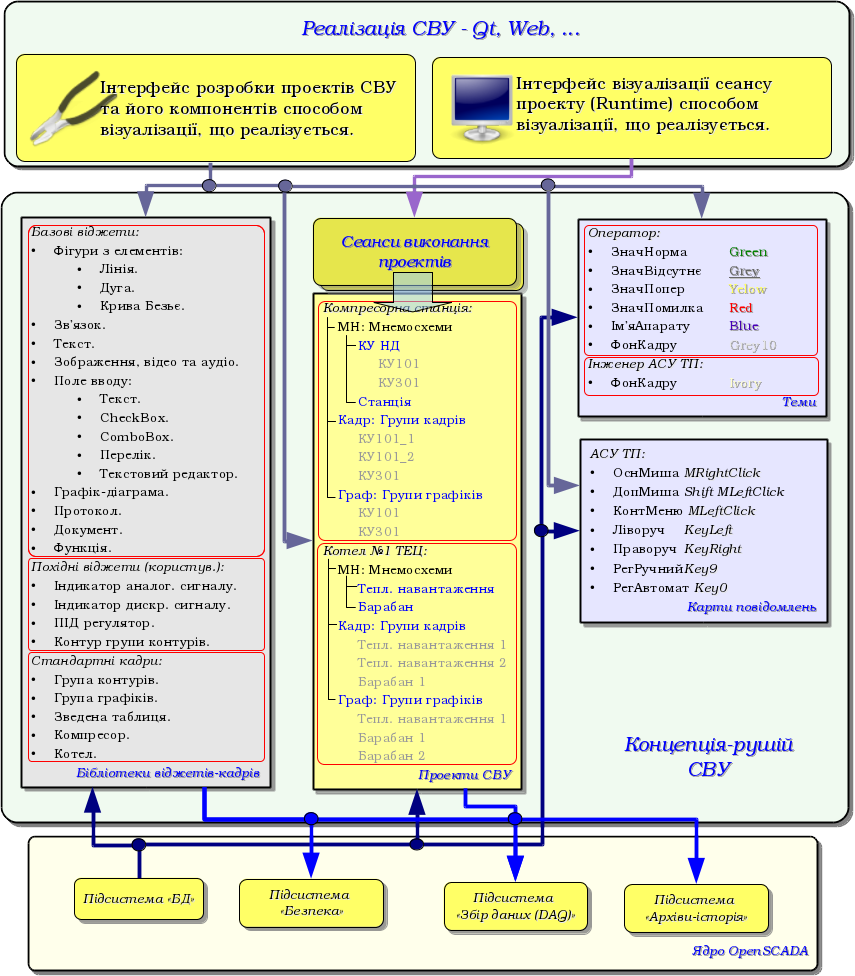 Реалізація СВУ - Qt, Web, ...
Інтерфейс розробки проектів СВУ
та його компонентів способом
візуалізації, що реалізується.
Інтерфейс візуалізації сеансу
проекту (Runtime) способом
візуалізації, що реалізується.
Базові віджети:
• Фігури з елементів:
• Лінія.
• Дуга.
• Крива Безьє.
• Зв'язок.
• Текст.
• Зображення, відео та аудіо.
• Поле вводу:
• Текст.
• CheckBox.
• ComboBox.
• Перелік.
• Текстовий редактор.
• Графік-діаграма.
• Протокол.
• Документ.
• Функція.
Похідні віджети (користув.):
• Індикатор аналог. сигналу.
• Індикатор дискр. сигналу.
• ПІД регулятор.
• Контур групи контурів.
Стандартні кадри:
• Група контурів.
• Група графіків.
• Зведена таблиця.
• Компресор.
• Котел.
Бібліотеки віджетів-кадрів
Сеанси виконання
проектів
Компресорна станція:
МН: Мнемосхеми
КУ НД
КУ101
КУ301
Станція
Кадр: Групи кадрів
КУ101_1
КУ101_2
КУ301
Граф: Групи графіків
КУ101
КУ301
Котел №1 ТЕЦ:
МН: Мнемосхеми
Тепл. навантаження
Барабан
Кадр: Групи кадрів
Тепл. навантаження 1
Тепл. навантаження 2
Барабан 1
Граф: Групи графіків
Тепл. навантаження 1
Барабан 1
Барабан 2
Проекти СВУ
Оператор:
• ЗначНорма Green
• ЗначВідсутнє Grey
• ЗначПопер Yelow
• ЗначПомилка Red
• Ім'яАпарату Blue
• ФонКадру Grey10
Інженер АСУ ТП:
• ФонКадру Ivory
Теми
АСУ ТП:
• ОснМиша MRightClick
• ДопМиша Shift MLeftClick
• КонтМеню MLeftClick
• Ліворуч KeyLeft
• Праворуч KeyRight
• РегРучний Key9
• РегАвтомат Key0
Карти повідомлень
Концепція-рушій
СВУ
Підсистема «БД»
Підсистема
«Безпека»
Підсистема
«Збір даних (DAQ)»
Підсистема
«Архіви-історія»
Ядро OpenSCADA